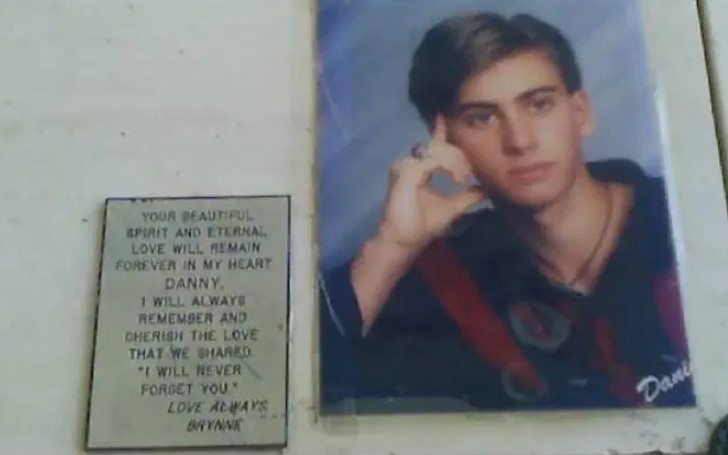 YOUR BEAUTIFUL
SPIRIT AND ETERNAL
LOVE WILL REMAIN
FOREVER IN MY HEART
DANNY,
I WILL ALWAYS
REMEMBER AND
CHERISH THE LOVE
THAT WE SHARED.
"I WILL NEVER
FORGET YOU."
LOVE ALWAYS,
BRYNNE
Dani